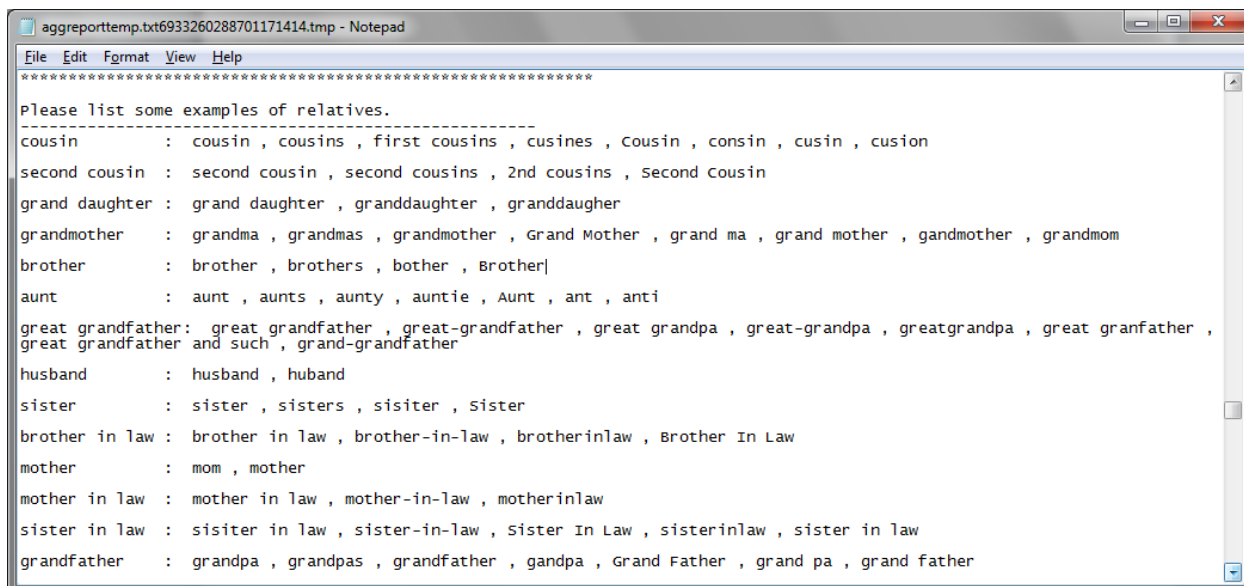 aggreporttemp.txt6933260288701171414.tmp - Notepad
File Edit Format View Help
************************************************************
Please list some examples of relatives.
------------------------------------------------------
cousin : cousin , cousins , first cousins , cusines , Cousin , consin , cusin , cusion
second cousin : second cousin , second cousins , 2nd cousins , Second Cousin
grand daughter : grand daughter , granddaughter , granddaugher
grandmother : grandma , grandmas , grandmother , Grand Mother , grand ma , grand mother , gandmother , grandmom
brother : brother , brothers , bother , Brother
aunt : aunt , aunts , aunty , auntie , Aunt , ant , anti
great grandfather: great grandfather , great-grandfather , great grandpa , great-grandpa , greatgrandpa , great granfather ,
great grandfather and such , grand-grandfather
husband : husband , huband
sister : sister , sisters , sisiter , Sister
brother in law : brother in law , brother-in-law , brotherinlaw , Brother In Law
mother : mom , mother
mother in law : mother in law , mother-in-law , motherinlaw
sister in law : sisiter in law , sister-in-law , Sister In Law , sisterinlaw , sister in law
grandfather : grandpa , grandpas , grandfather , gandpa , Grand Father , grand pa , grand father